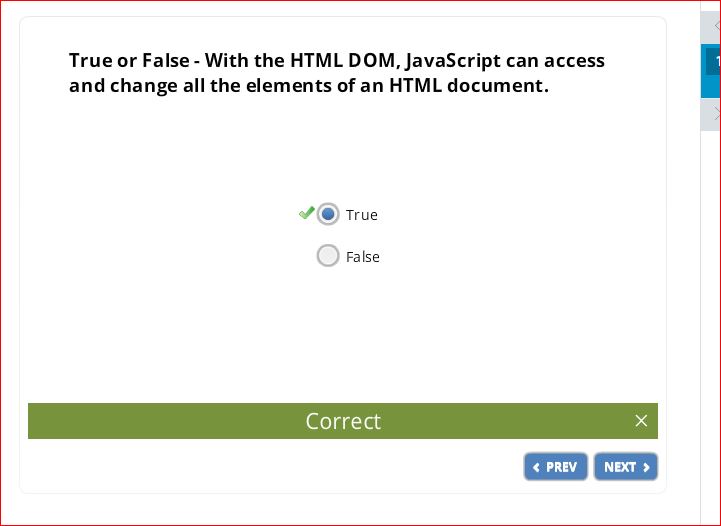 True or False - With the HTML DOM, JavaScript can access
and change all the elements of an HTML document.
True
False
Correct
PREV
NEXT
1